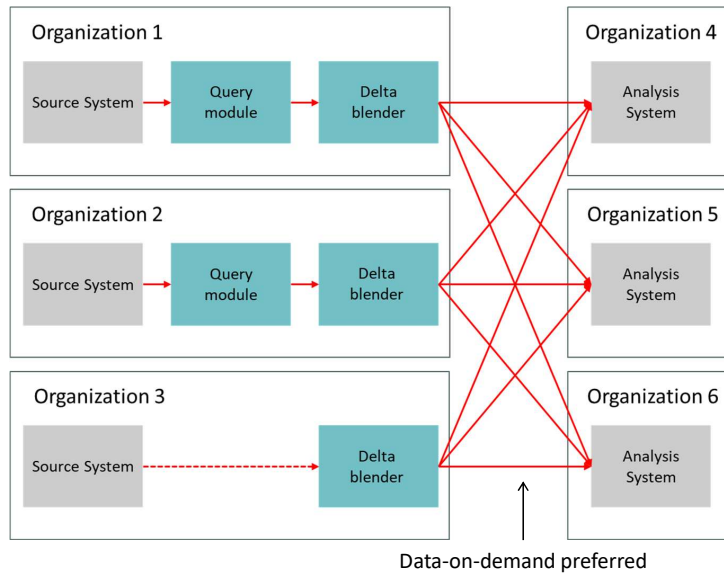 Organization 1
Source System
Query
module
Delta
blender
Organization 4
Analysis
System
Organization 2
Source System
Query
module
Delta
blender
Organization 5
Analysis
System
Organization 3
Source System
Delta
blender
Organization 6
Analysis
System
Data-on-demand preferred